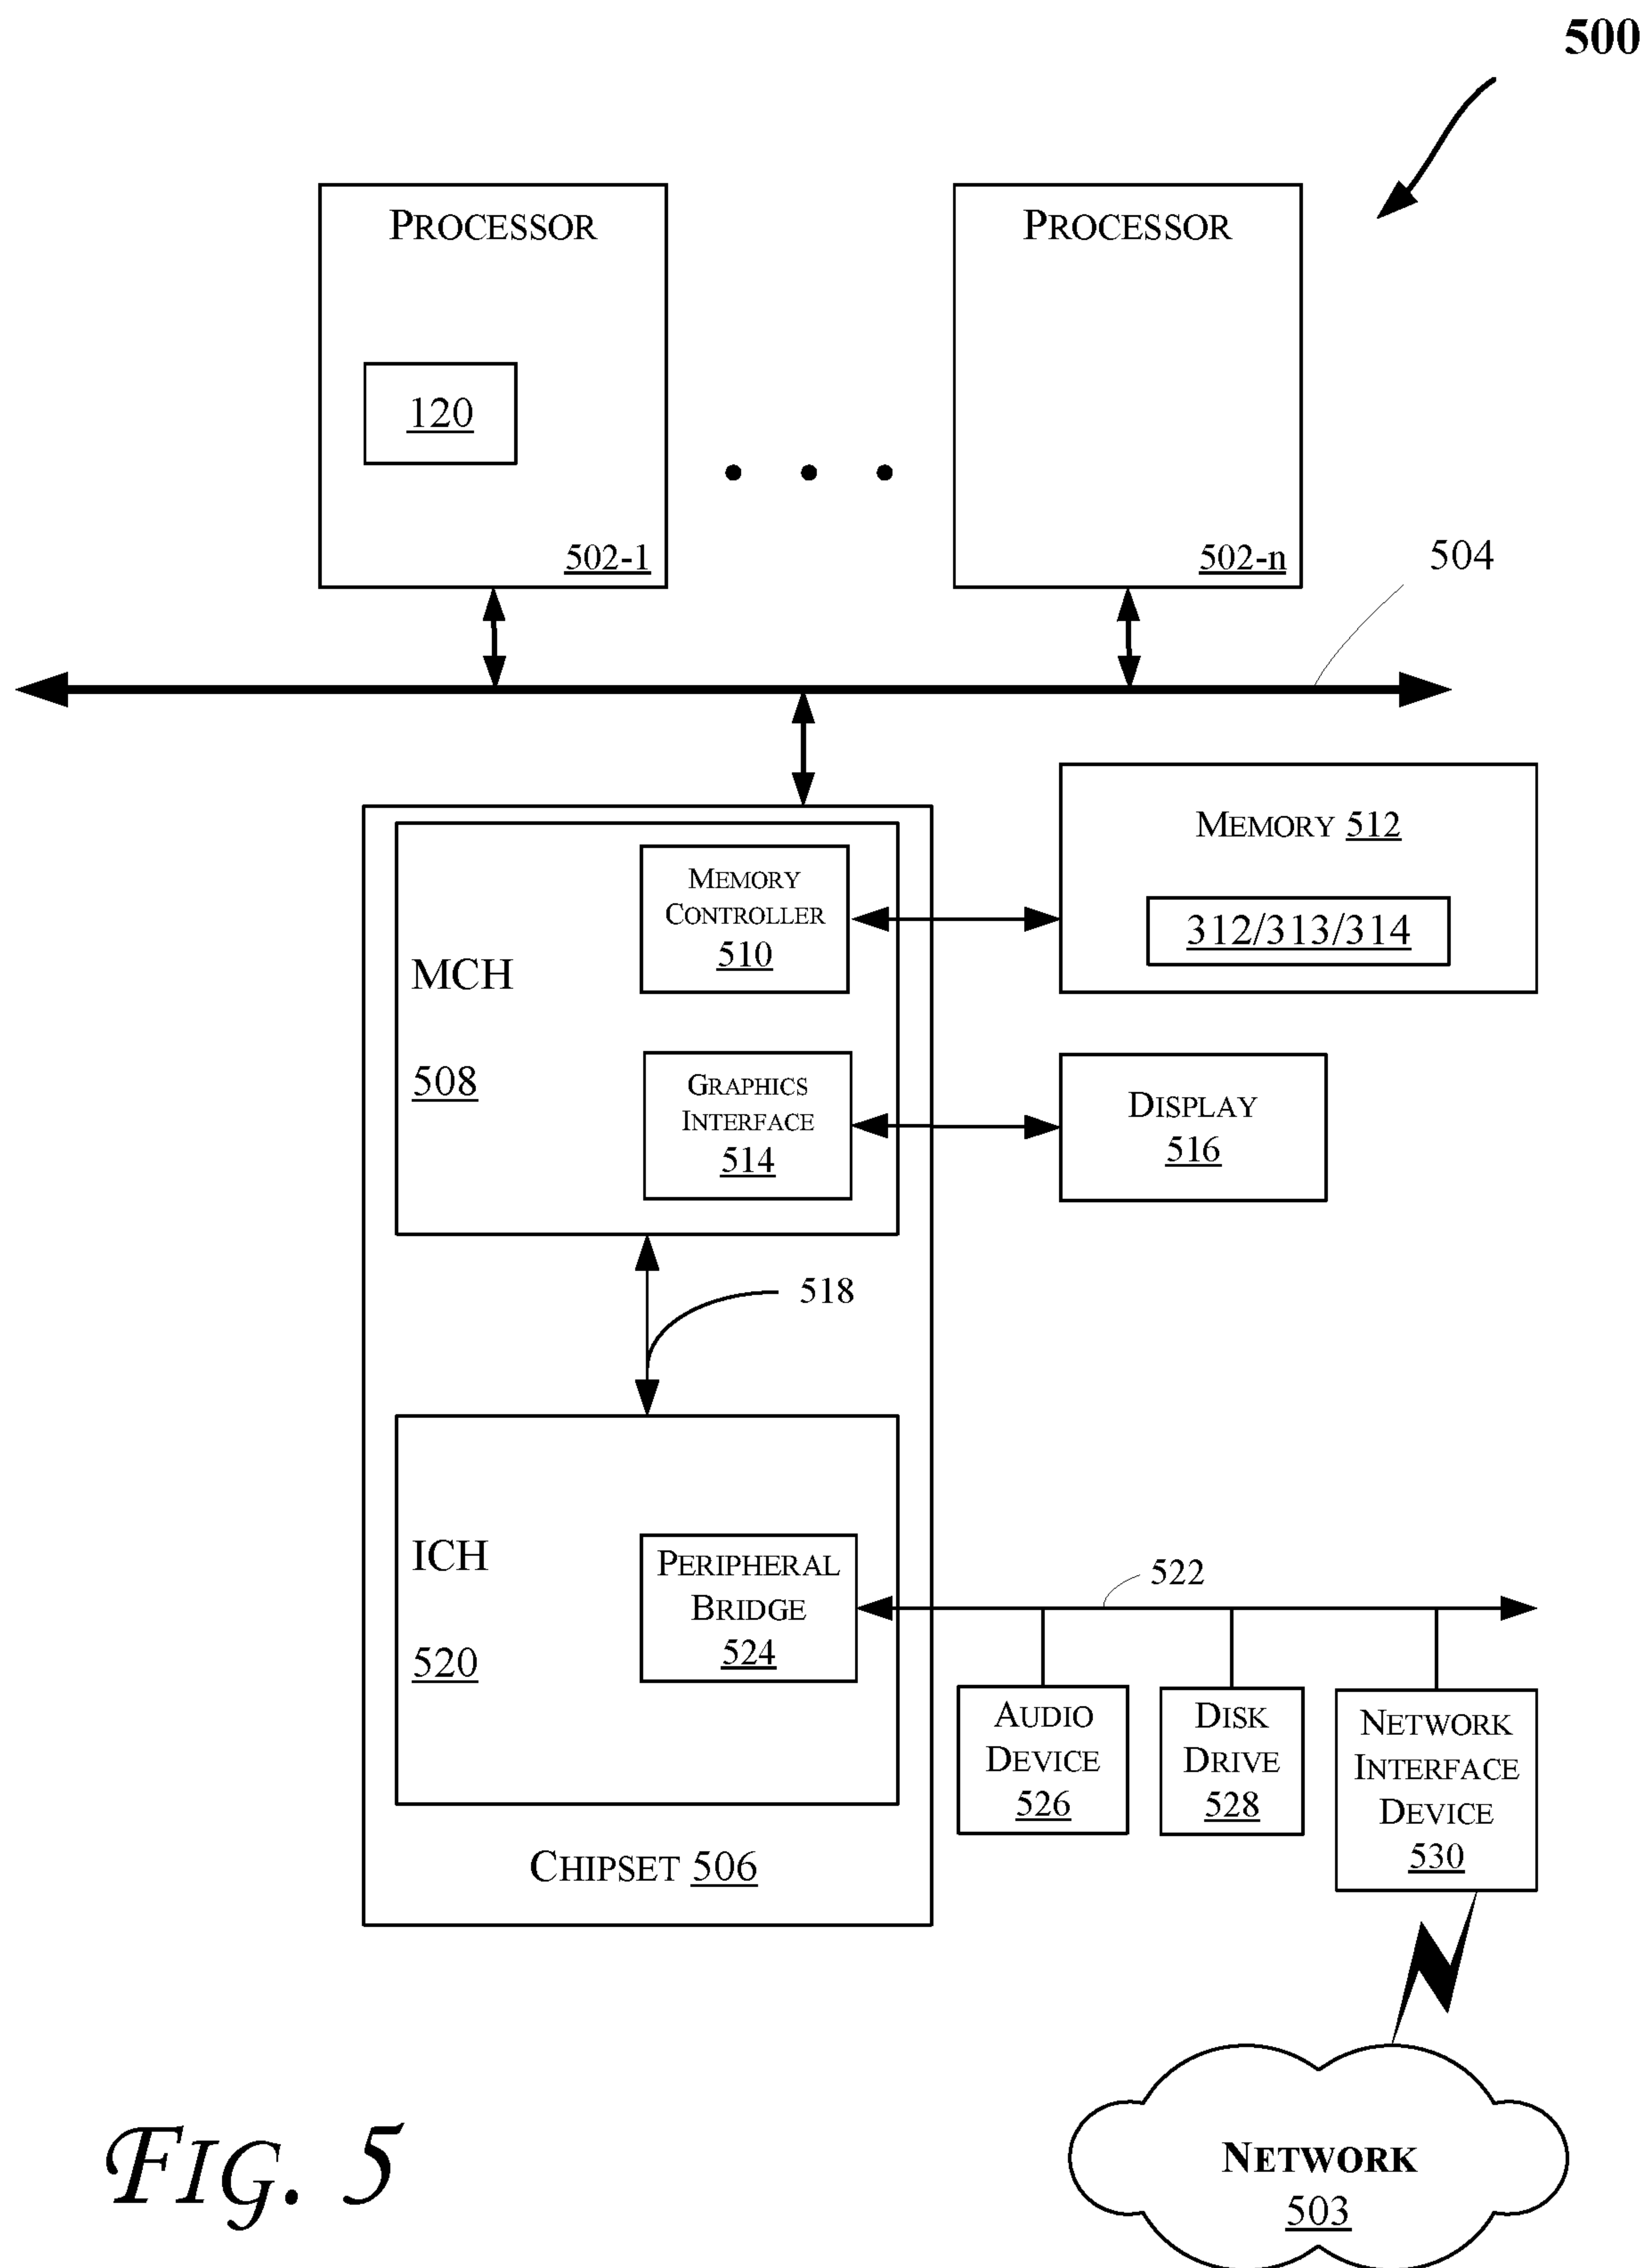 500
PROCESSOR
120
502-1
PROCESSOR
502-n
504
MEMORY 512
312/313/314
MEMORY
CONTROLLER
510
MCH
508
GRAPHICS
INTERFACE
514
DISPLAY
516
518
ICH
520
PERIPHERAL
BRIDGE
524
522
AUDIO
DEVICE
526
DISK
DRIVE
528
NETWORK
INTERFACE
DEVICE
530
CHIPSET 506
NETWORK
503
FIG. 5